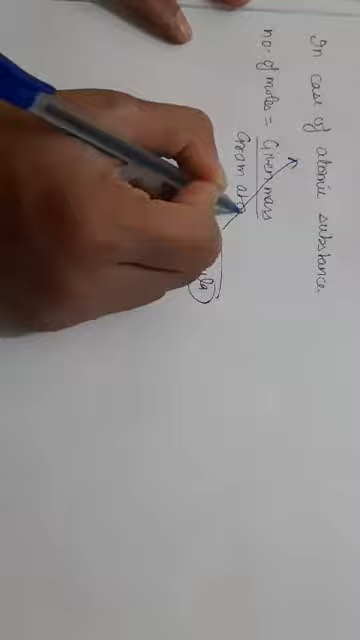 In case of atomic substance.
no. of moles = Given mass
Gram